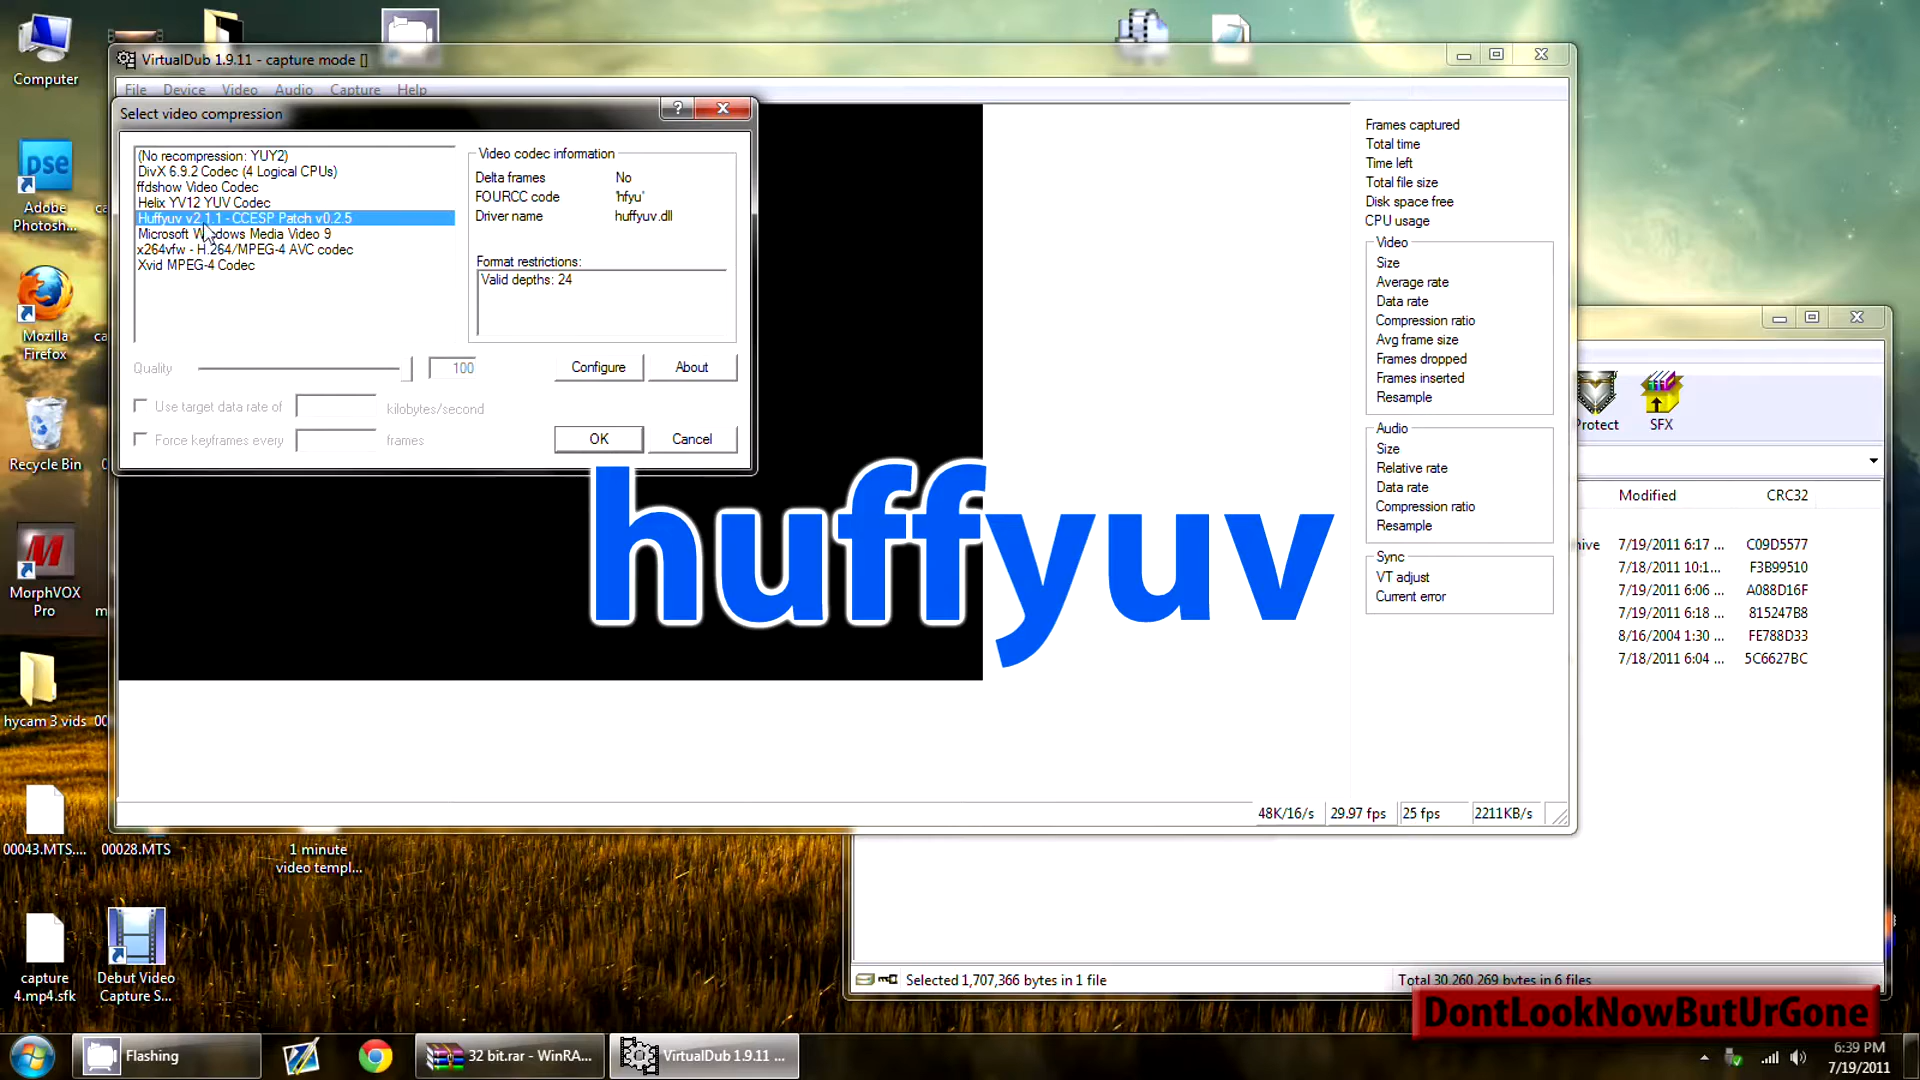 Computer
VirtualDub 1.9.11 - capture mode []
File Device Video Audio Capture Help
Select video compression
(No recompression: YUY2)
DivX 6.9.2 Codec (4 Logical CPUs)
ffdshow Video Codec
Helix YV12 YUV Codec
Huffyuv v2.1.1 - CCESP Patch v0.2.5
Microsoft Windows Media Video 9
x264vfw - H.264/MPEG-4 AVC codec
Xvid MPEG-4 Codec
Video codec information
Delta frames No
FOURCC code 'hfyu'
Driver name huffyuv.dll
Format restrictions:
Valid depths: 24
Quality 100
Configure About
Use target data rate of kilobytes/second
Force keyframes every frames
OK Cancel
huffyuv
Frames captured
Total time
Time left
Total file size
Disk space free
CPU usage
Video
Size
Average rate
Data rate
Compression ratio
Avg frame size
Frames dropped
Frames inserted
Resample
Audio
Size
Relative rate
Data rate
Compression ratio
Resample
Sync
VT adjust
Current error
48K/16/s 29.97 fps 25 fps 2211KB/s
Protect SFX
Modified CRC32
hive 7/19/2011 6:17 ... C09D5577
7/18/2011 10:1... F3B99510
7/19/2011 6:06 ... A088D16F
7/19/2011 6:18 ... 815247B8
8/16/2004 1:30 ... FE788D33
7/18/2011 6:04 ... 5C6627BC
Selected 1,707,366 bytes in 1 file
Total 30,260,269 bytes in 6 files
pse
Adobe
Photosh...
Mozilla
Firefox
Recycle Bin
MorphVOX
Pro
hycam 3 vids
00043.MTS....
00028.MTS
1 minute
video templ...
capture
4.mp4.sfk
Debut Video
Capture S...
DontLookNowButUrGone
Flashing
32 bit.rar - WinRA...
VirtualDub 1.9.11 ...
6:39 PM
7/19/2011